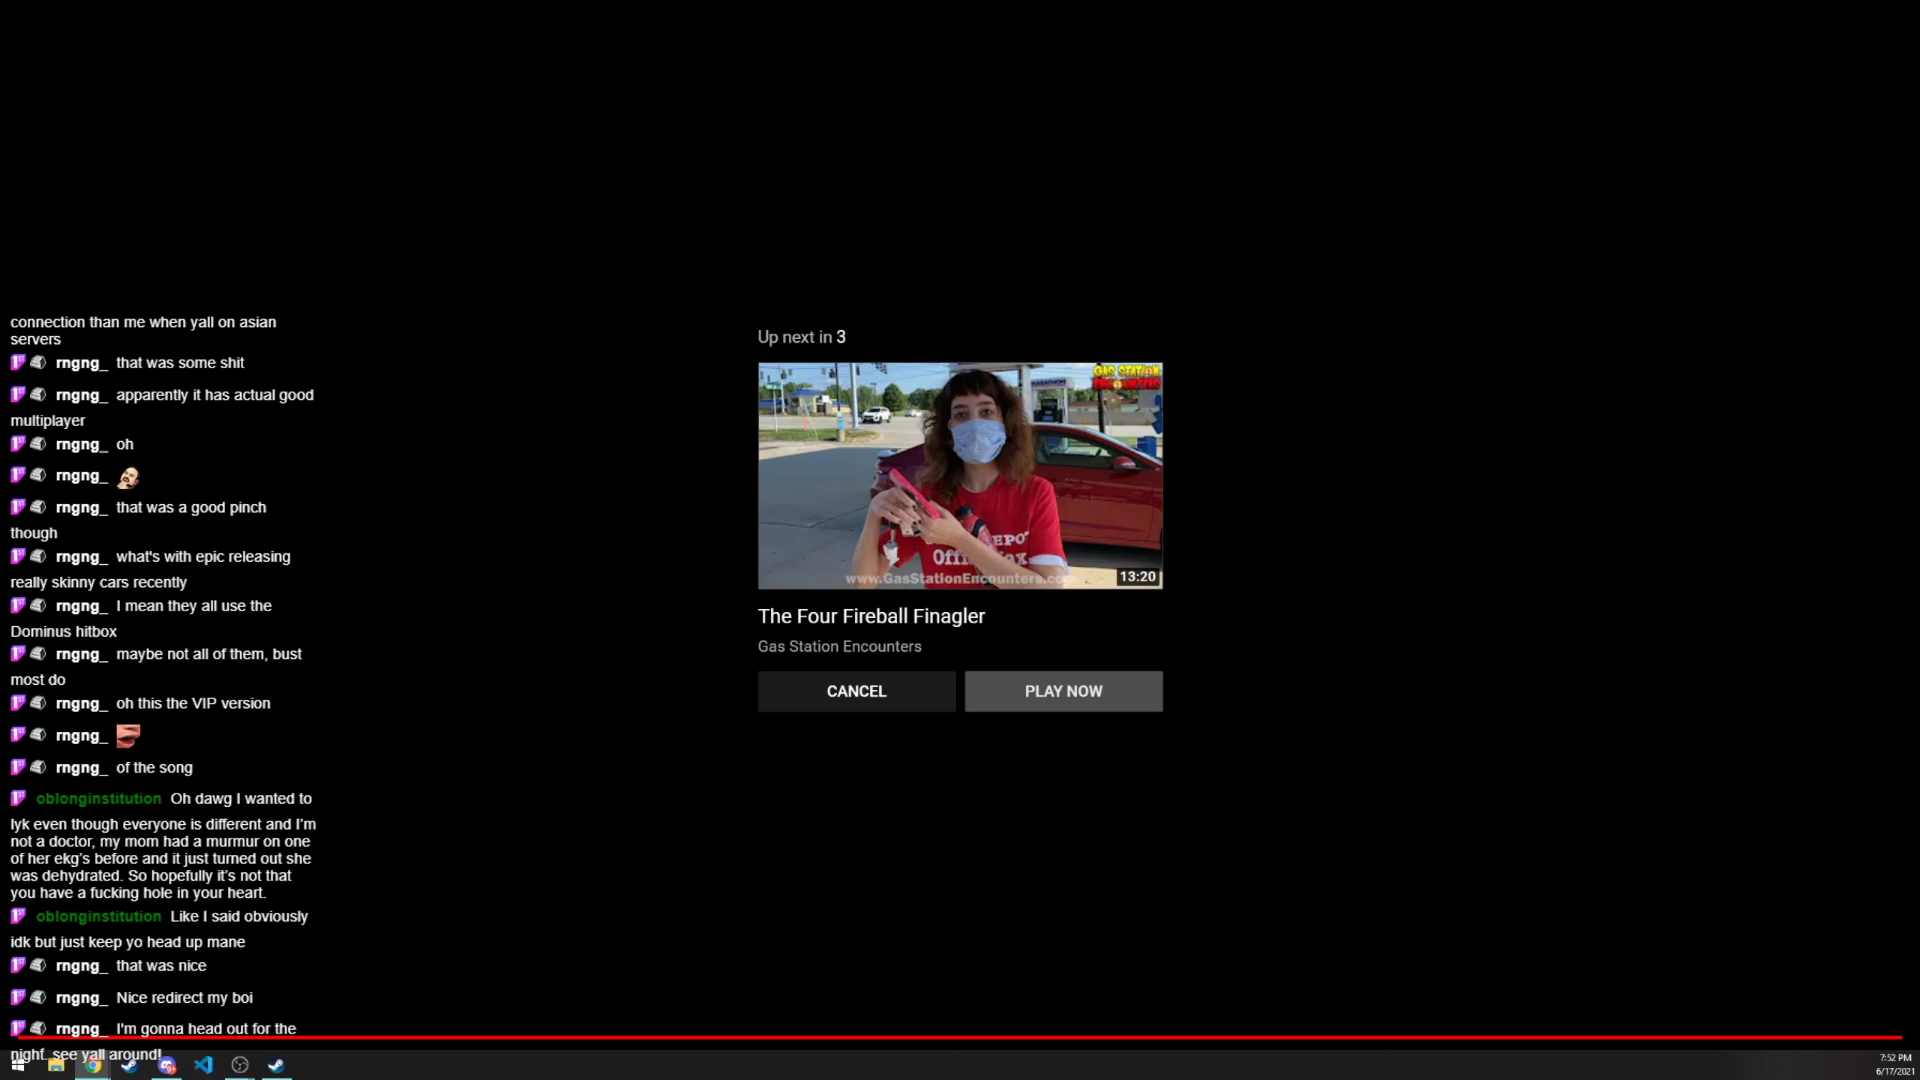 connection than me when yall on asian
servers
rngng_ that was some shit
rngng_ apparently it has actual good
multiplayer
rngng_ oh
rngng_
rngng_ that was a good pinch
though
rngng_ what's with epic releasing
really skinny cars recently
rngng_ I mean they all use the
Dominus hitbox
rngng_ maybe not all of them, bust
most do
rngng_ oh this the VIP version
rngng_
rngng_ of the song
oblonginstitution Oh dawg I wanted to
lyk even though everyone is different and I'm
not a doctor, my mom had a murmur on one
of her ekg's before and it just turned out she
was dehydrated. So hopefully it's not that
you have a fucking hole in your heart.
oblonginstitution Like I said obviously
idk but just keep yo head up mane
rngng_ that was nice
rngng_ Nice redirect my boi
rngng_ I'm gonna head out for the
night. see yall around!
Up next in 3
GAS STATION
ENCOUNTERS
MARATHON
www.GasStationEncounters.com
13:20
The Four Fireball Finagler
Gas Station Encounters
CANCEL
PLAY NOW
7:52 PM
6/17/2021